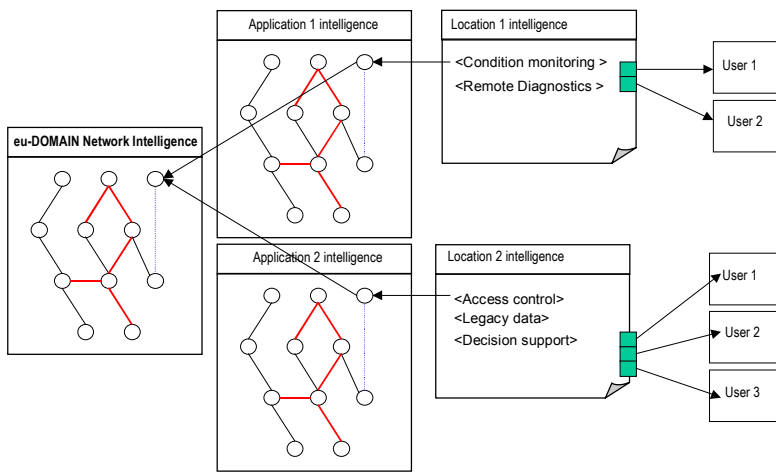 Application 1 intelligence
Location 1 intelligence
<Condition monitoring >
<Remote Diagnostics >
User 1
User 2
eu-DOMAIN Network Intelligence
Application 2 intelligence
Location 2 intelligence
<Access control>
<Legacy data>
<Decision support>
User 1
User 2
User 3